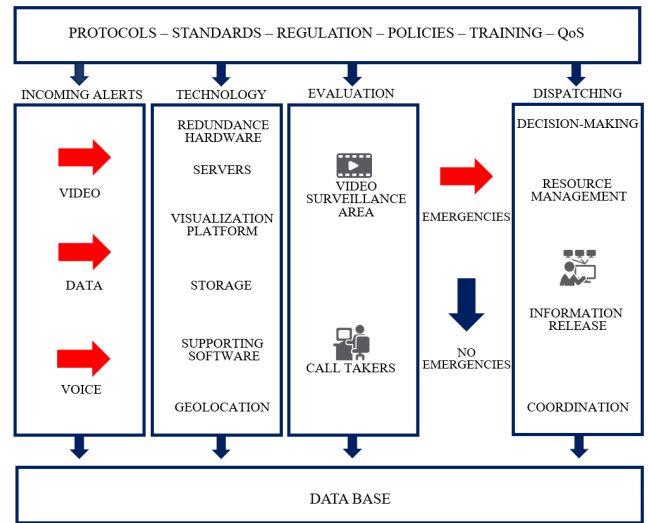 PROTOCOLS – STANDARDS – REGULATION – POLICIES – TRAINING – QoS
INCOMING ALERTS
VIDEO
DATA
VOICE
TECHNOLOGY
REDUNDANCE
HARDWARE
SERVERS
VISUALIZATION
PLATFORM
STORAGE
SUPPORTING
SOFTWARE
GEOLOCATION
EVALUATION
VIDEO
SURVEILLANCE
AREA
CALL TAKERS
EMERGENCIES
NO
EMERGENCIES
DISPATCHING
DECISION-MAKING
RESOURCE
MANAGEMENT
INFORMATION
RELEASE
COORDINATION
DATA BASE